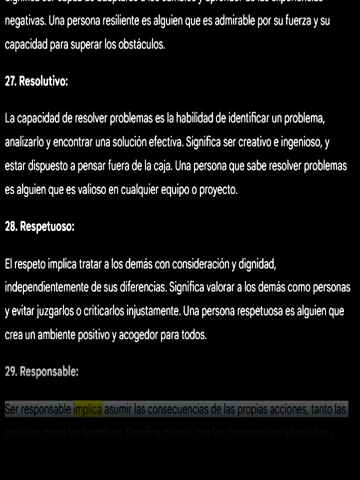 negativas. Una persona resiliente es alguien que es admirable por su fuerza y su
capacidad para superar los obstáculos.
27. Resolutivo:
La capacidad de resolver problemas es la habilidad de identificar un problema,
analizarlo y encontrar una solución efectiva. Significa ser creativo e ingenioso, y
estar dispuesto a pensar fuera de la caja. Una persona que sabe resolver problemas
es alguien que es valioso en cualquier equipo o proyecto.
28. Respetuoso:
El respeto implica tratar a los demás con consideración y dignidad,
independientemente de sus diferencias. Significa valorar a los demás como personas
y evitar juzgarlos o criticarlos injustamente. Una persona respetuosa es alguien que
crea un ambiente positivo y acogedor para todos.
29. Responsable:
Ser responsable implica asumir las consecuencias de las propias acciones, tanto las